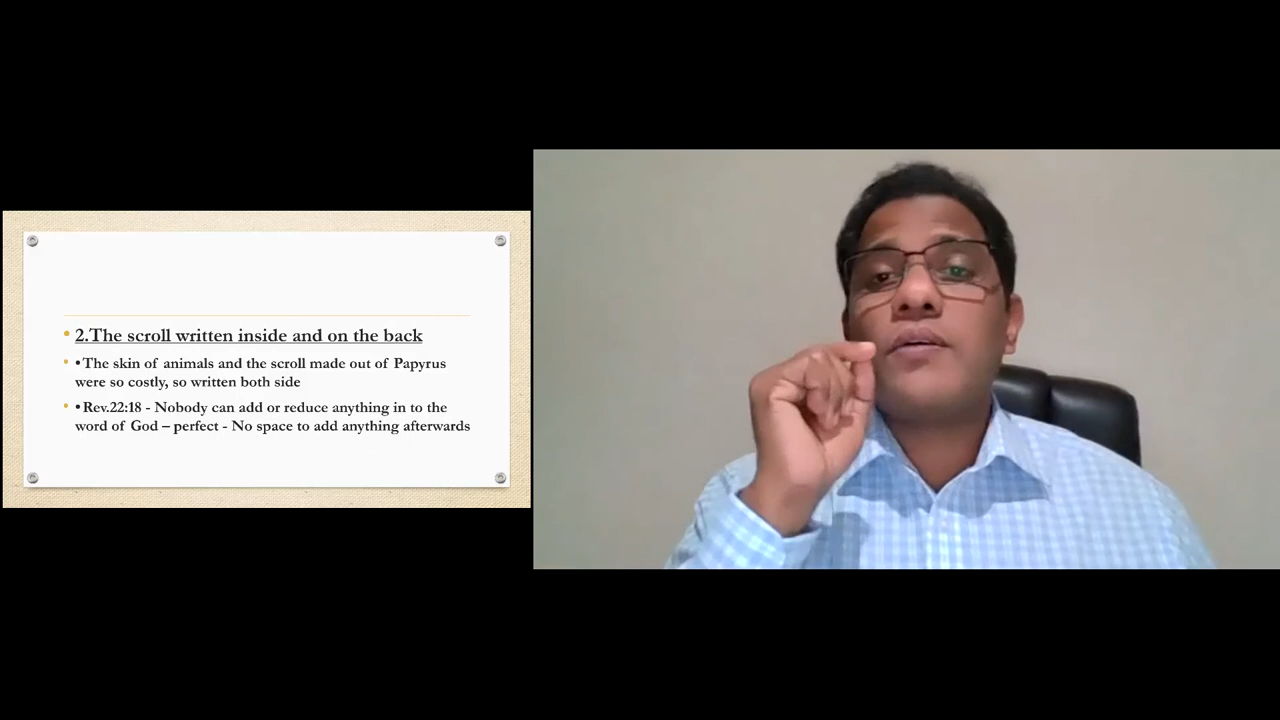 • 2.The scroll written inside and on the back
• •The skin of animals and the scroll made out of Papyrus
were so costly, so written both side
• •Rev.22:18 - Nobody can add or reduce anything in to the
word of God – perfect - No space to add anything afterwards